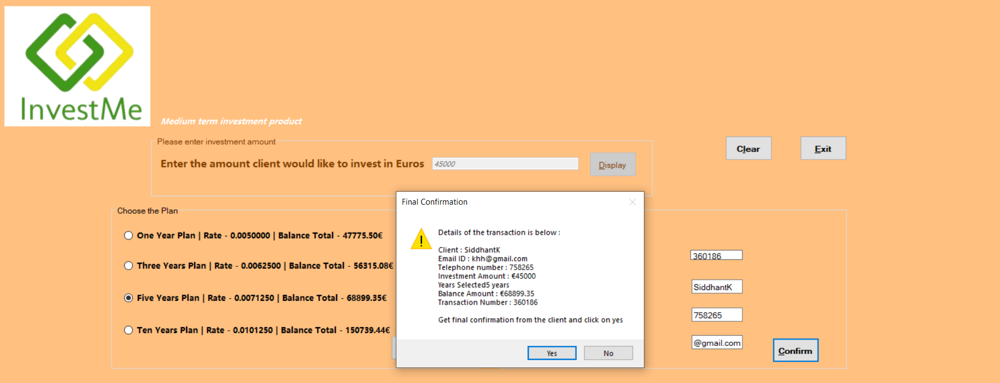 InvestMe
Medium term investment product
Please enter investment amount
Enter the amount client would like to invest in Euros
45000
Display
Clear
Exit
Choose the Plan
One Year Plan | Rate - 0.0050000 | Balance Total - 47775.50€
Three Years Plan | Rate - 0.0062500 | Balance Total - 56315.08€
Five Years Plan | Rate - 0.0071250 | Balance Total - 68899.35€
Ten Years Plan | Rate - 0.0101250 | Balance Total - 150739.44€
Final Confirmation
Details of the transaction is below :
Client : SiddhantK
Email ID : khh@gmail.com
Telephone number : 758265
Investment Amount : €45000
Years Selected5 years
Balance Amount : €68899.35
Transaction Number : 360186
Get final confirmation from the client and click on yes
Yes
No
360186
SiddhantK
758265
@gmail.com
Confirm